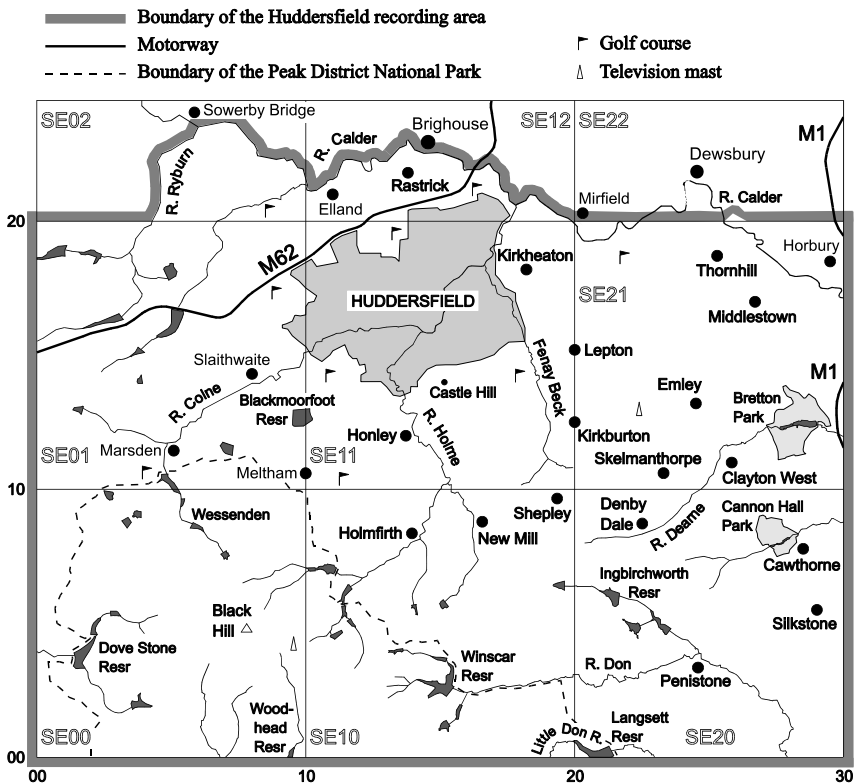 Boundary of the Huddersfield recording area
Motorway
Golf course
Boundary of the Peak District National Park
Television mast
SE02
Sowerby Bridge
R. Calder
Brighouse
SE12
SE22
M1
R. Ryburn
Rastrick
Elland
Dewsbury
Mirfield
R. Calder
20
M62
Kirkheaton
Horbury
Thornhill
SE21
HUDDERSFIELD
Middlestown
Slaithwaite
Lepton
Fenay Beck
R. Colne
Castle Hill
Emley
M1
Bretton
Park
Blackmoorfoot
Resr
R. Holme
Honley
Kirkburton
Marsden
SE01
SE11
Meltham
Skelmanthorpe
Clayton West
10
Wessenden
Shepley
Denby
Dale
R. Dearne
Cannon Hall
Park
Holmfirth
New Mill
Cawthorne
Ingbirchworth
Resr
Black
Hill
Silkstone
Dove Stone
Resr
Winscar
Resr
R. Don
Penistone
Wood-
head
Resr
Little Don R.
Langsett
Resr
SE00
SE10
SE20
00
00
10
20
30